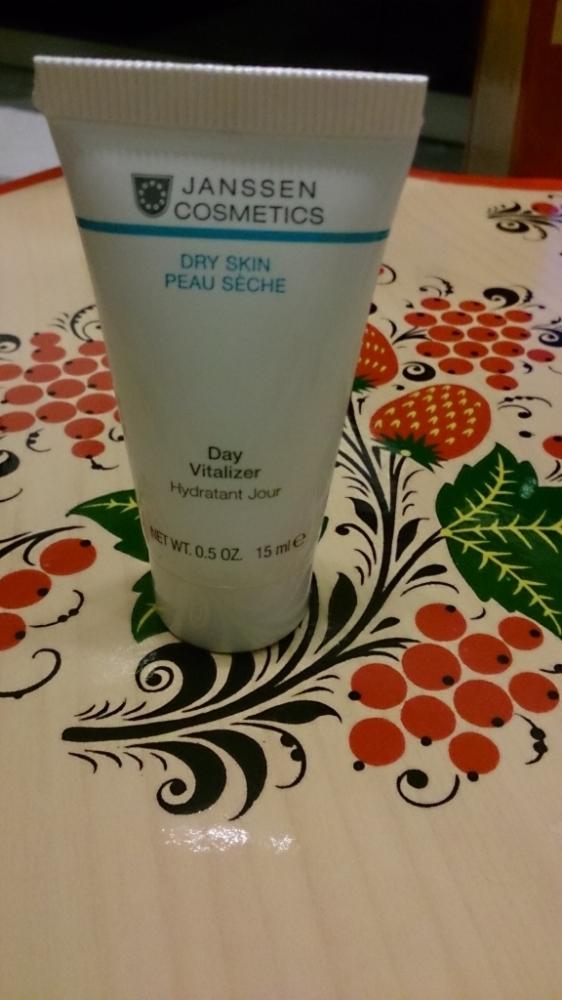 JANSSEN
COSMETICS
DRY SKIN
PEAU SÈCHE
Day
Vitalizer
Hydratant Jour
NET WT. 0.5 OZ. 15 ml ℮